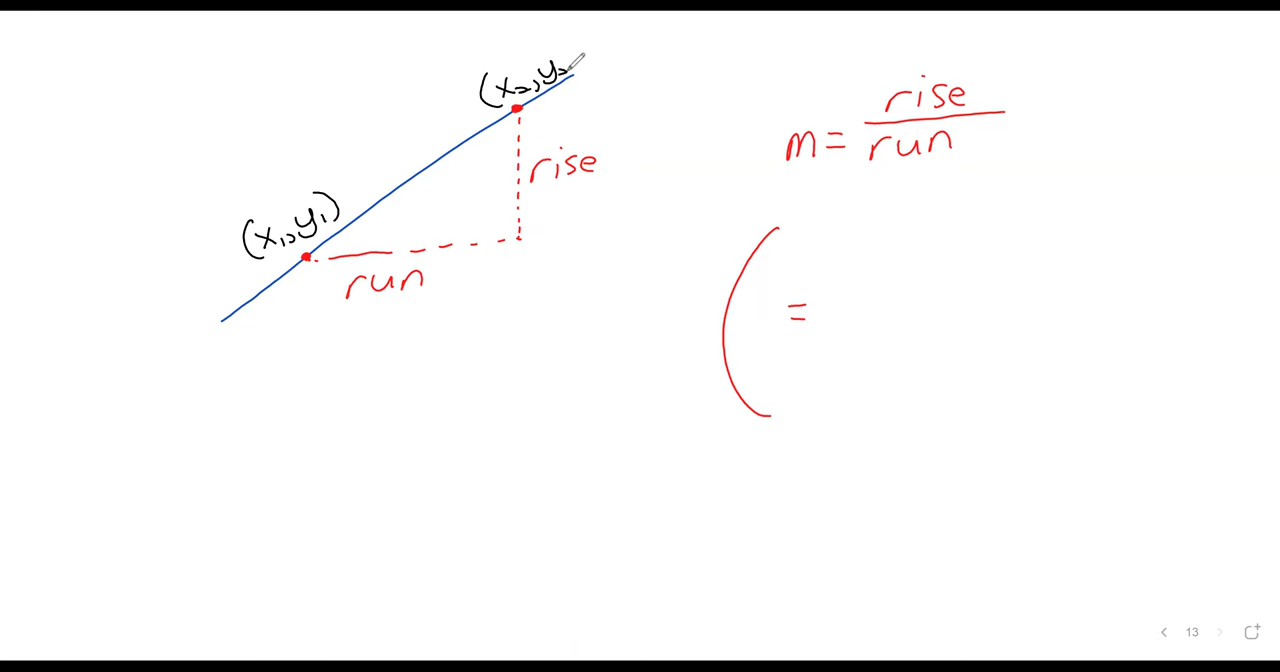 (x₂,y₂
(x₁,y₁)
rise
run
m = rise/run
(=
13